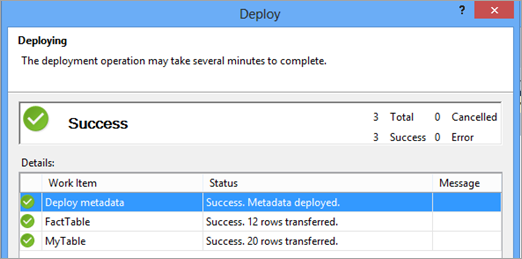 Deploy
?
Deploying
The deployment operation may take several minutes to complete.
Success
3 Total 0 Cancelled
3 Success 0 Error
Details:
Work Item Status Message
Deploy metadata Success. Metadata deployed.
FactTable Success. 12 rows transferred.
MyTable Success. 20 rows transferred.